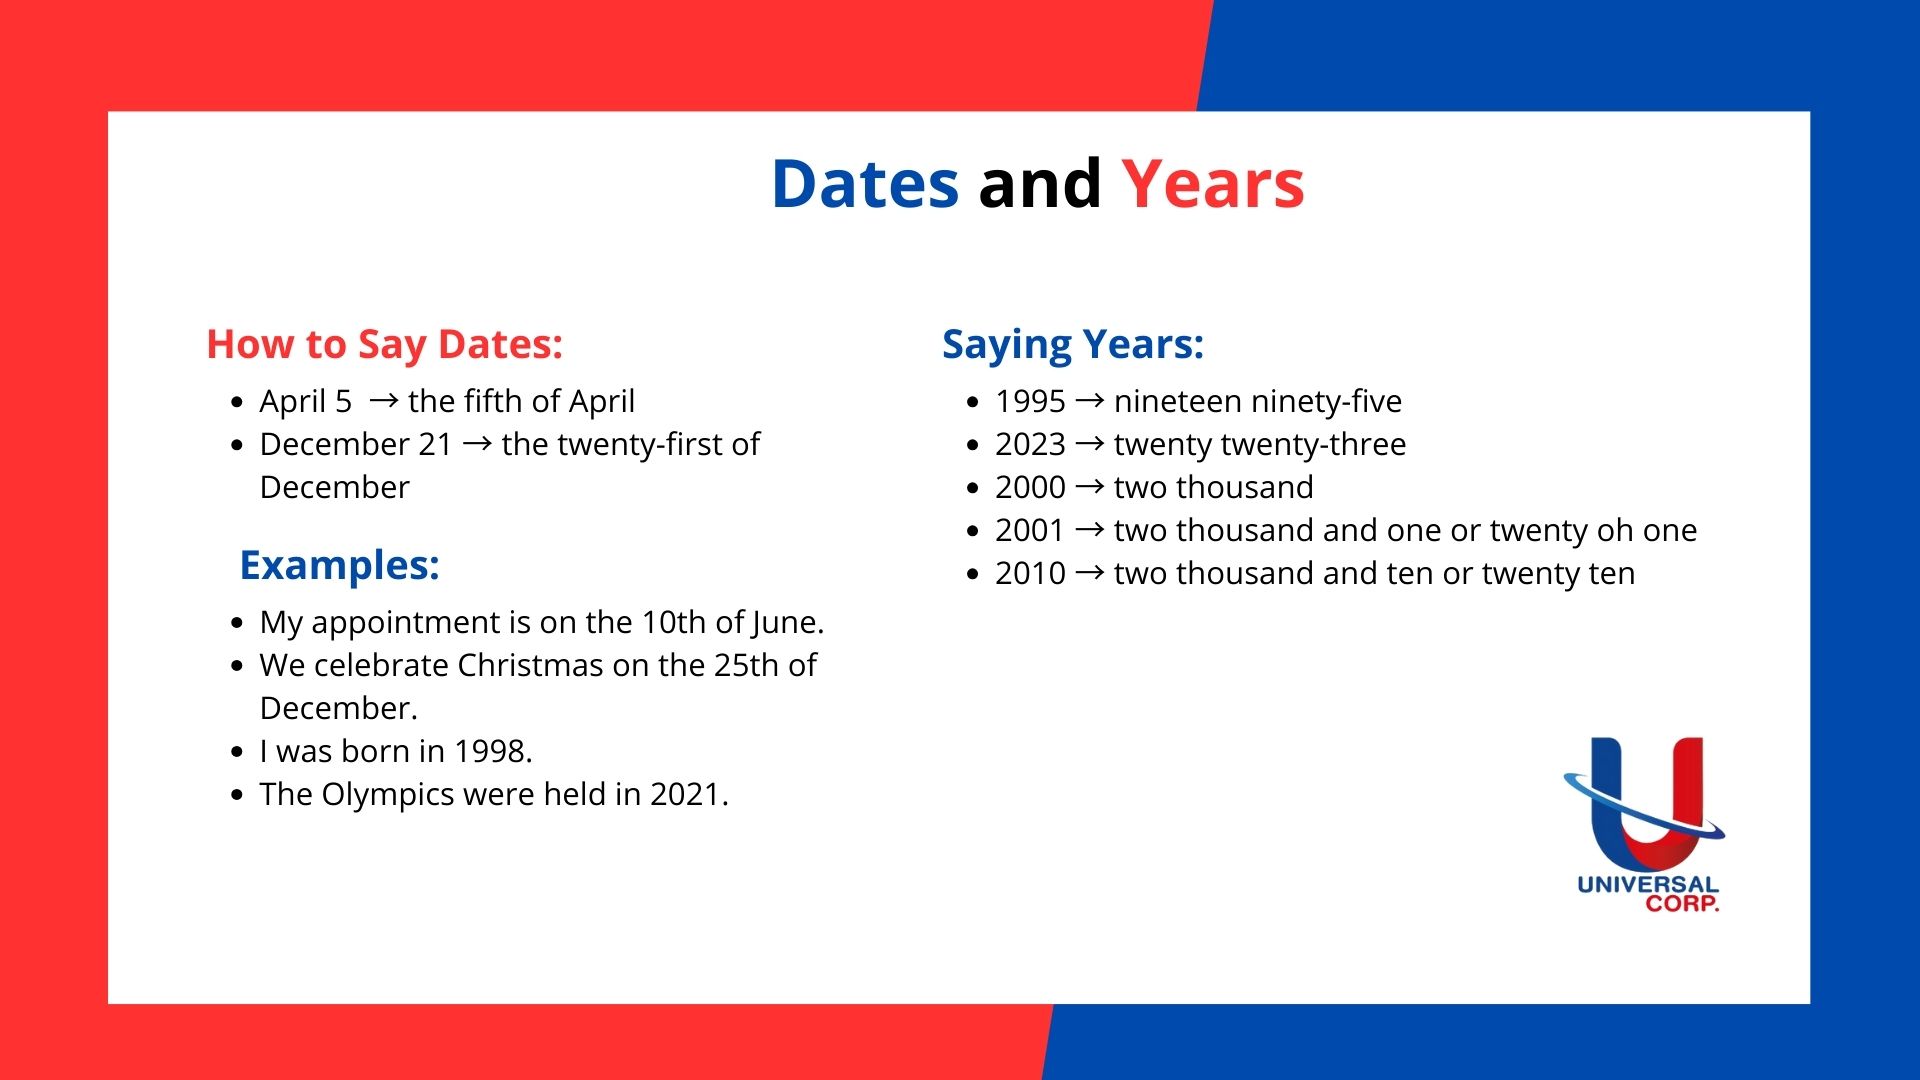 Dates and Years
How to Say Dates:
• April 5 → the fifth of April
• December 21 → the twenty-first of
December
Examples:
• My appointment is on the 10th of June.
• We celebrate Christmas on the 25th of
December.
• I was born in 1998.
• The Olympics were held in 2021.
Saying Years:
• 1995 → nineteen ninety-five
• 2023 → twenty twenty-three
• 2000 → two thousand
• 2001 → two thousand and one or twenty oh one
• 2010 → two thousand and ten or twenty ten
UNIVERSAL
CORP.